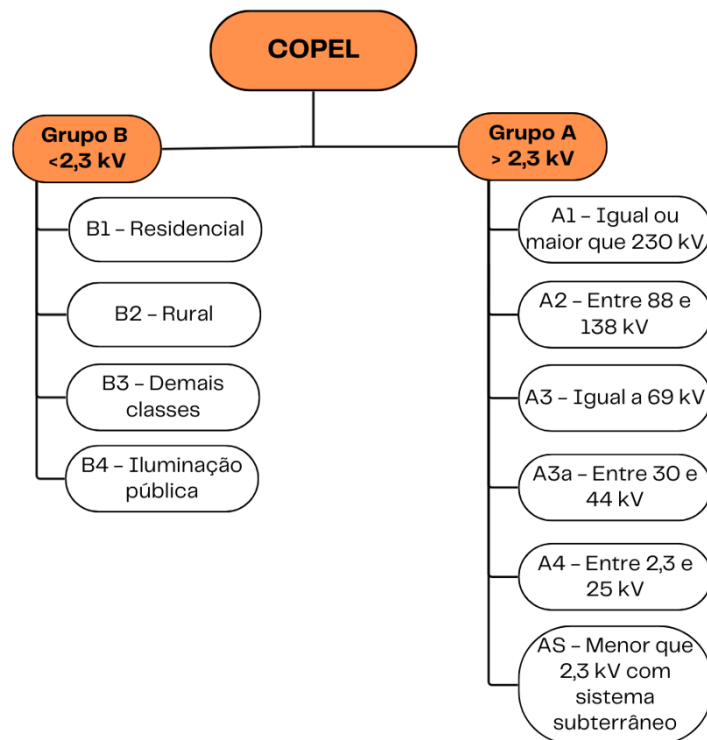 COPEL
Grupo B
<2,3 kV
B1 – Residencial
B2 – Rural
B3 – Demais
classes
B4 – Iluminação
pública
Grupo A
> 2,3 kV
A1 – Igual ou
maior que 230 kV
A2 – Entre 88 e
138 kV
A3 – Igual a 69 kV
A3a – Entre 30 e
44 kV
A4 – Entre 2,3 e
25 kV
AS – Menor que
2,3 kV com
sistema
subterrâneo